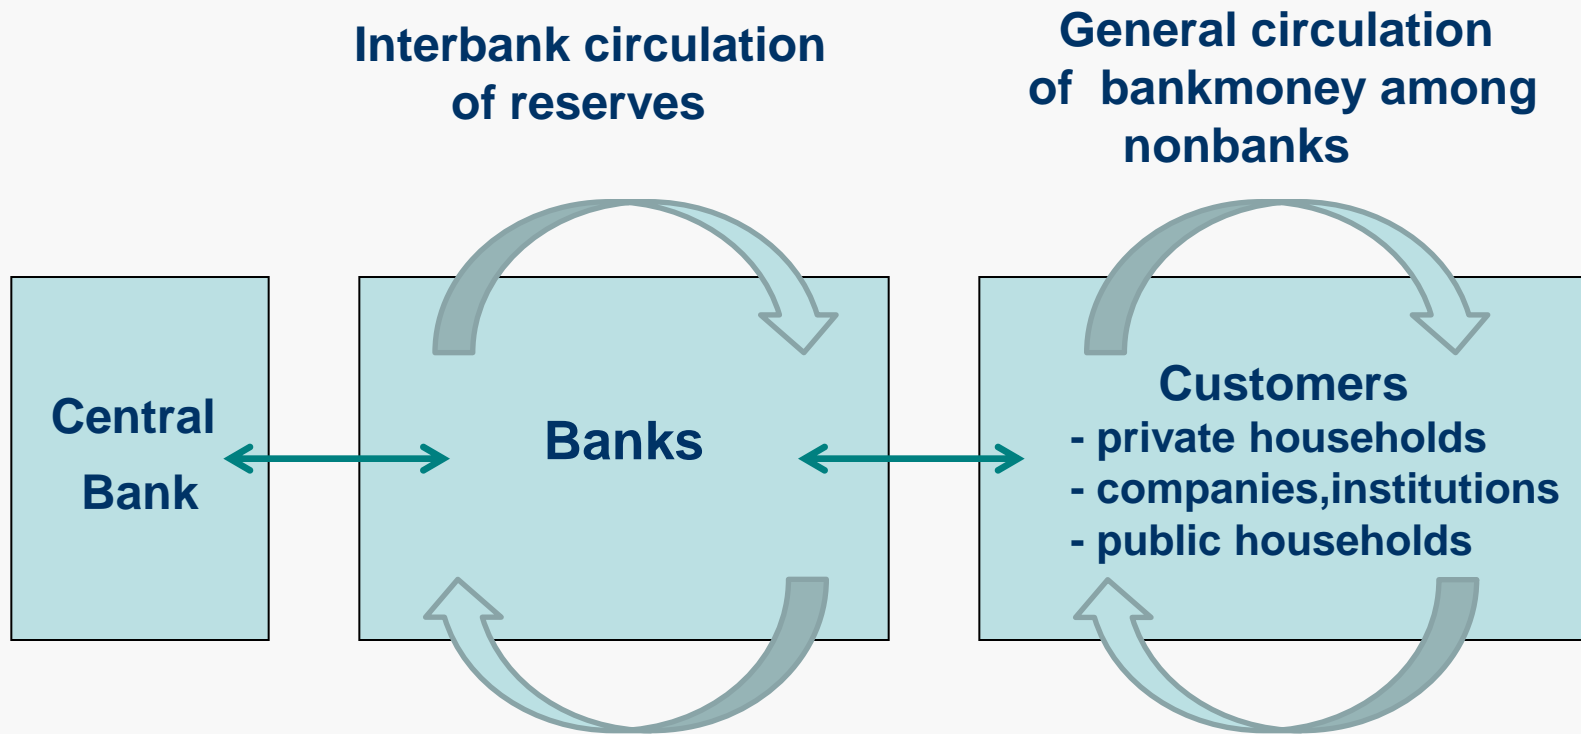 Interbank circulation
of reserves
General circulation
of bankmoney among
nonbanks
Central
Bank
Banks
Customers
- private households
- companies,institutions
- public households